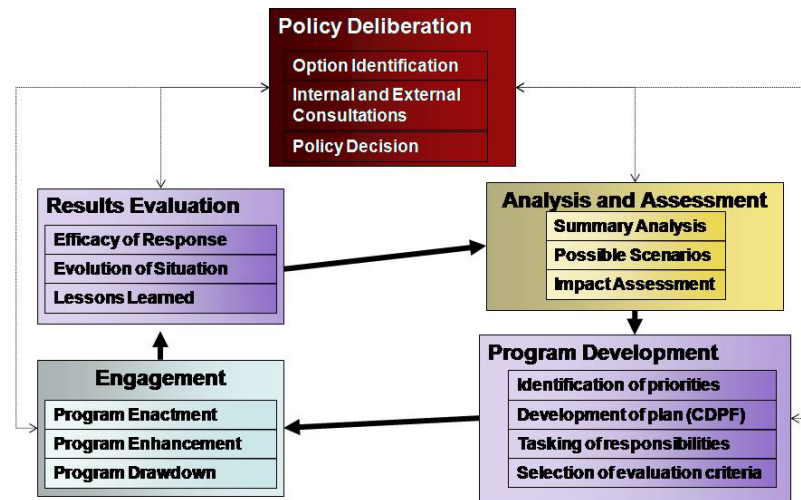 Policy Deliberation
Option Identification
Internal and External
Consultations
Policy Decision
Results Evaluation
Efficacy of Response
Evolution of Situation
Lessons Learned
Analysis and Assessment
Summary Analysis
Possible Scenarios
Impact Assessment
Engagement
Program Enactment
Program Enhancement
Program Drawdown
Program Development
Identification of priorities
Development of plan (CDPF)
Tasking of responsibilities
Selection of evaluation criteria